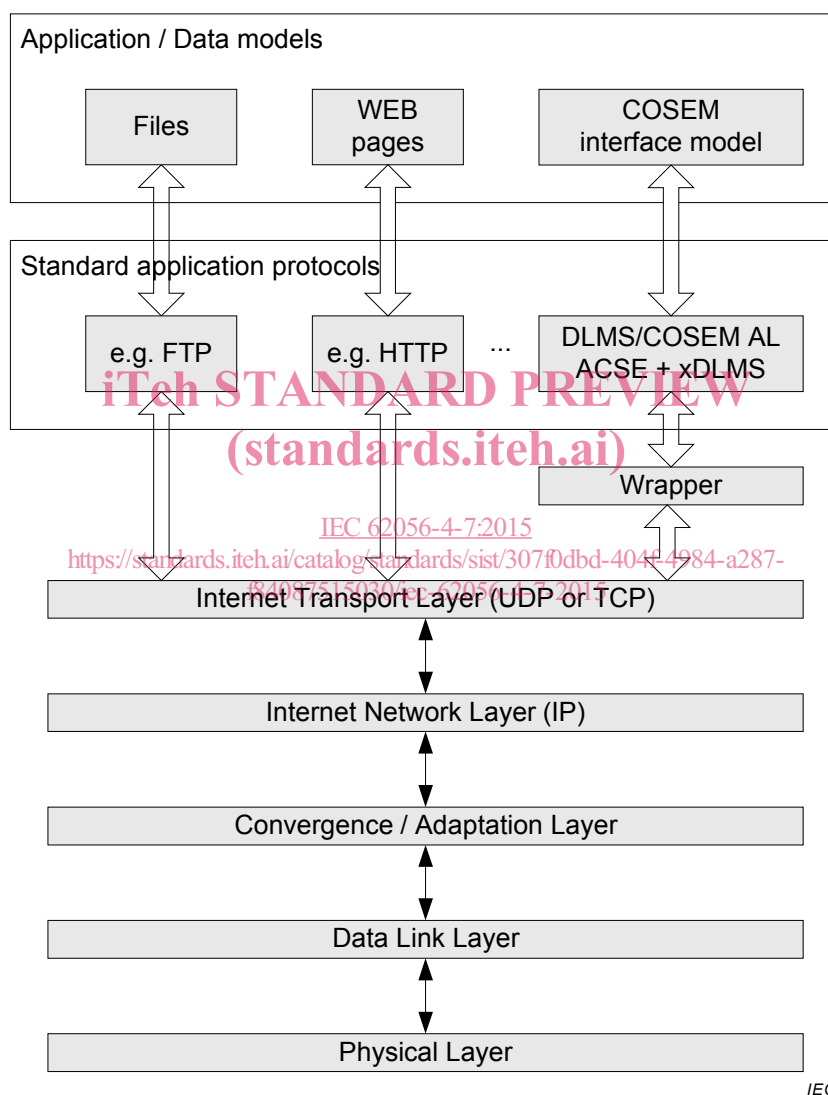 Application / Data models
Files
WEB
pages
COSEM
interface model
Standard application protocols
e.g. FTP
e.g. HTTP
...
DLMS/COSEM AL
ACSE + xDLMS
iTeh STANDARD PREVIEW
(standards.iteh.ai)
Wrapper
IEC 62056-4-7:2015
https://standards.iteh.ai/catalog/standards/sist/307f0dbd-404f-4984-a287-
f84087515030/iec-62056-4-7-2015
Internet Transport Layer (UDP or TCP)
Internet Network Layer (IP)
Convergence / Adaptation Layer
Data Link Layer
Physical Layer
IEC